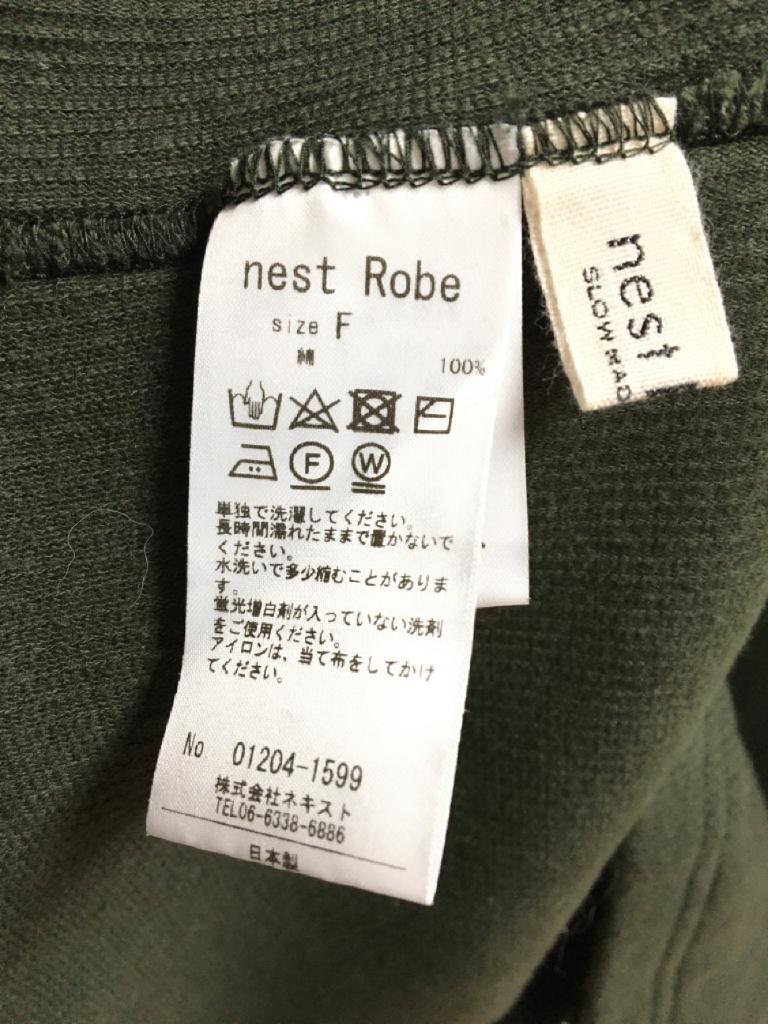 nest Robe
size F
綿 100%
F W
単独で洗濯してください。
長時間濡れたままで置かないで
ください。
水洗いで多少縮むことがありま
す。
蛍光増白剤が入っていない洗剤
をご使用ください。
アイロンは、当て布をしてかけ
てください。
No 01204-1599
株式会社ネキスト
TEL06-6338-6886
日本製
nest
SLOW MAD